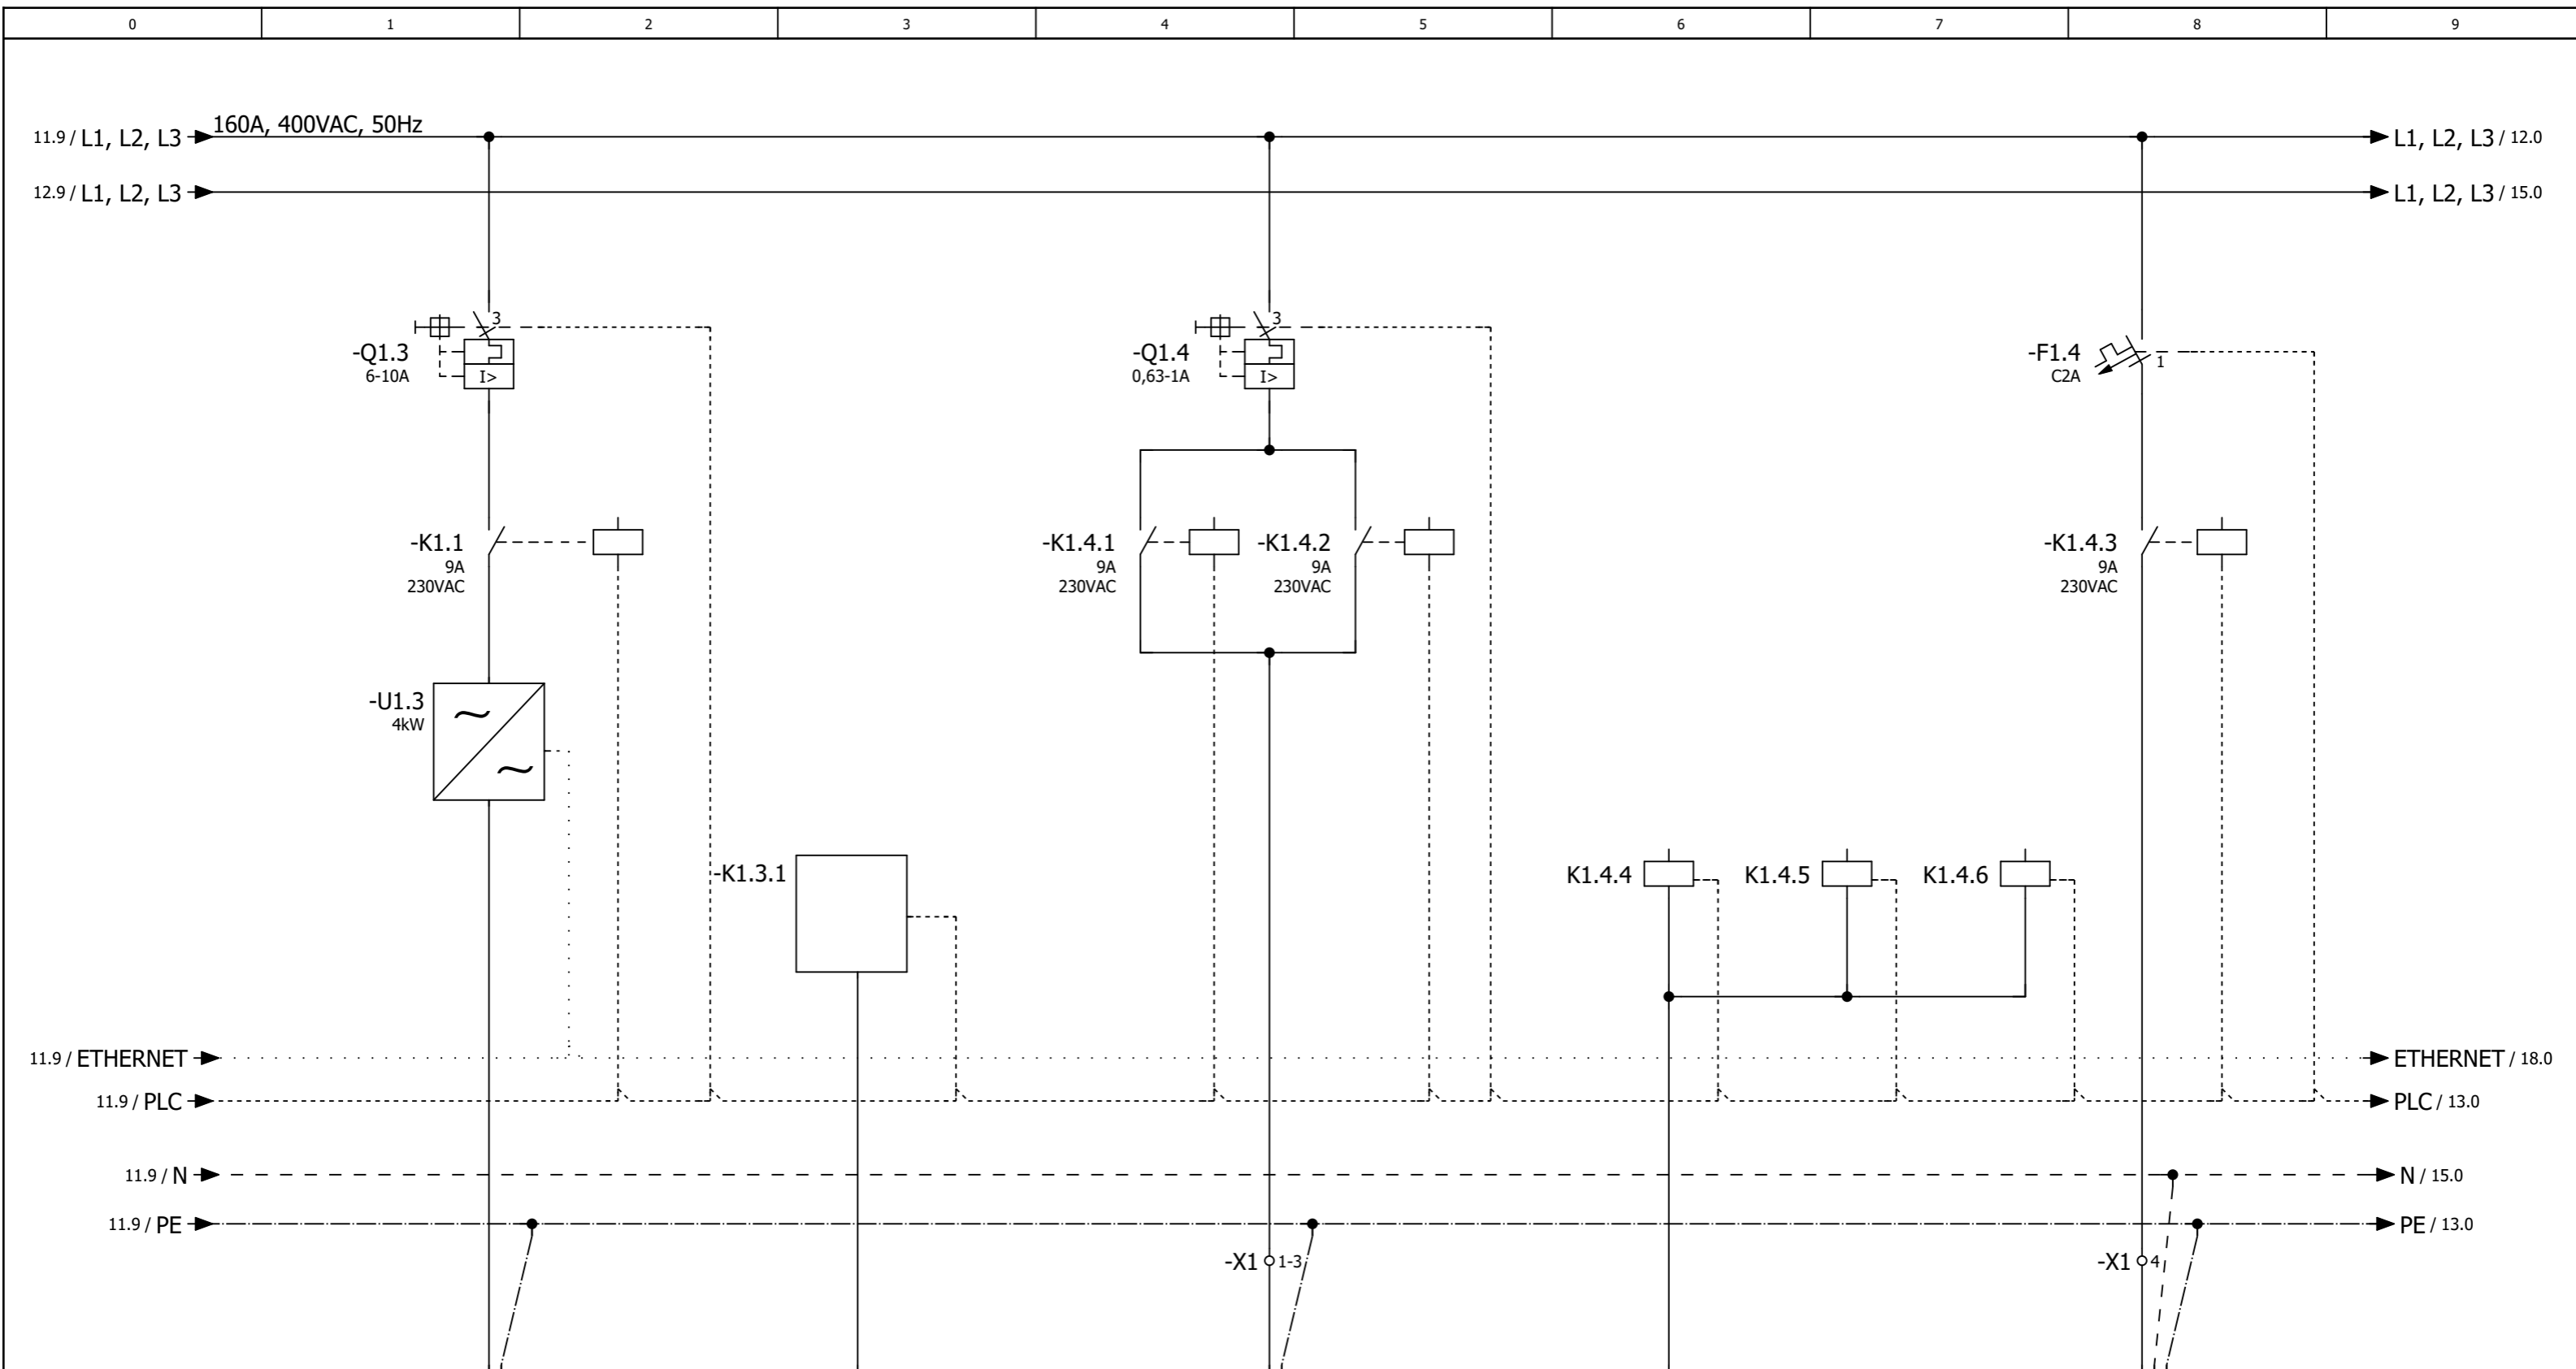 0 1 2 3 4 5 6 7 8 9
160A, 400VAC, 50Hz
11.9 / L1, L2, L3
L1, L2, L3 / 12.0
12.9 / L1, L2, L3
L1, L2, L3 / 15.0
3
-Q1.3
6-10A
I>
3
-Q1.4
0,63-1A
I>
-F1.4
C2A
1
-K1.1
9A
230VAC
-K1.4.1
9A
230VAC
-K1.4.2
9A
230VAC
-K1.4.3
9A
230VAC
-U1.3
4kW
~
~
-K1.3.1
K1.4.4
K1.4.5
K1.4.6
11.9 / ETHERNET
ETHERNET / 18.0
11.9 / PLC
PLC / 13.0
11.9 / N
N / 15.0
11.9 / PE
PE / 13.0
-X1 1-3
-X1 4